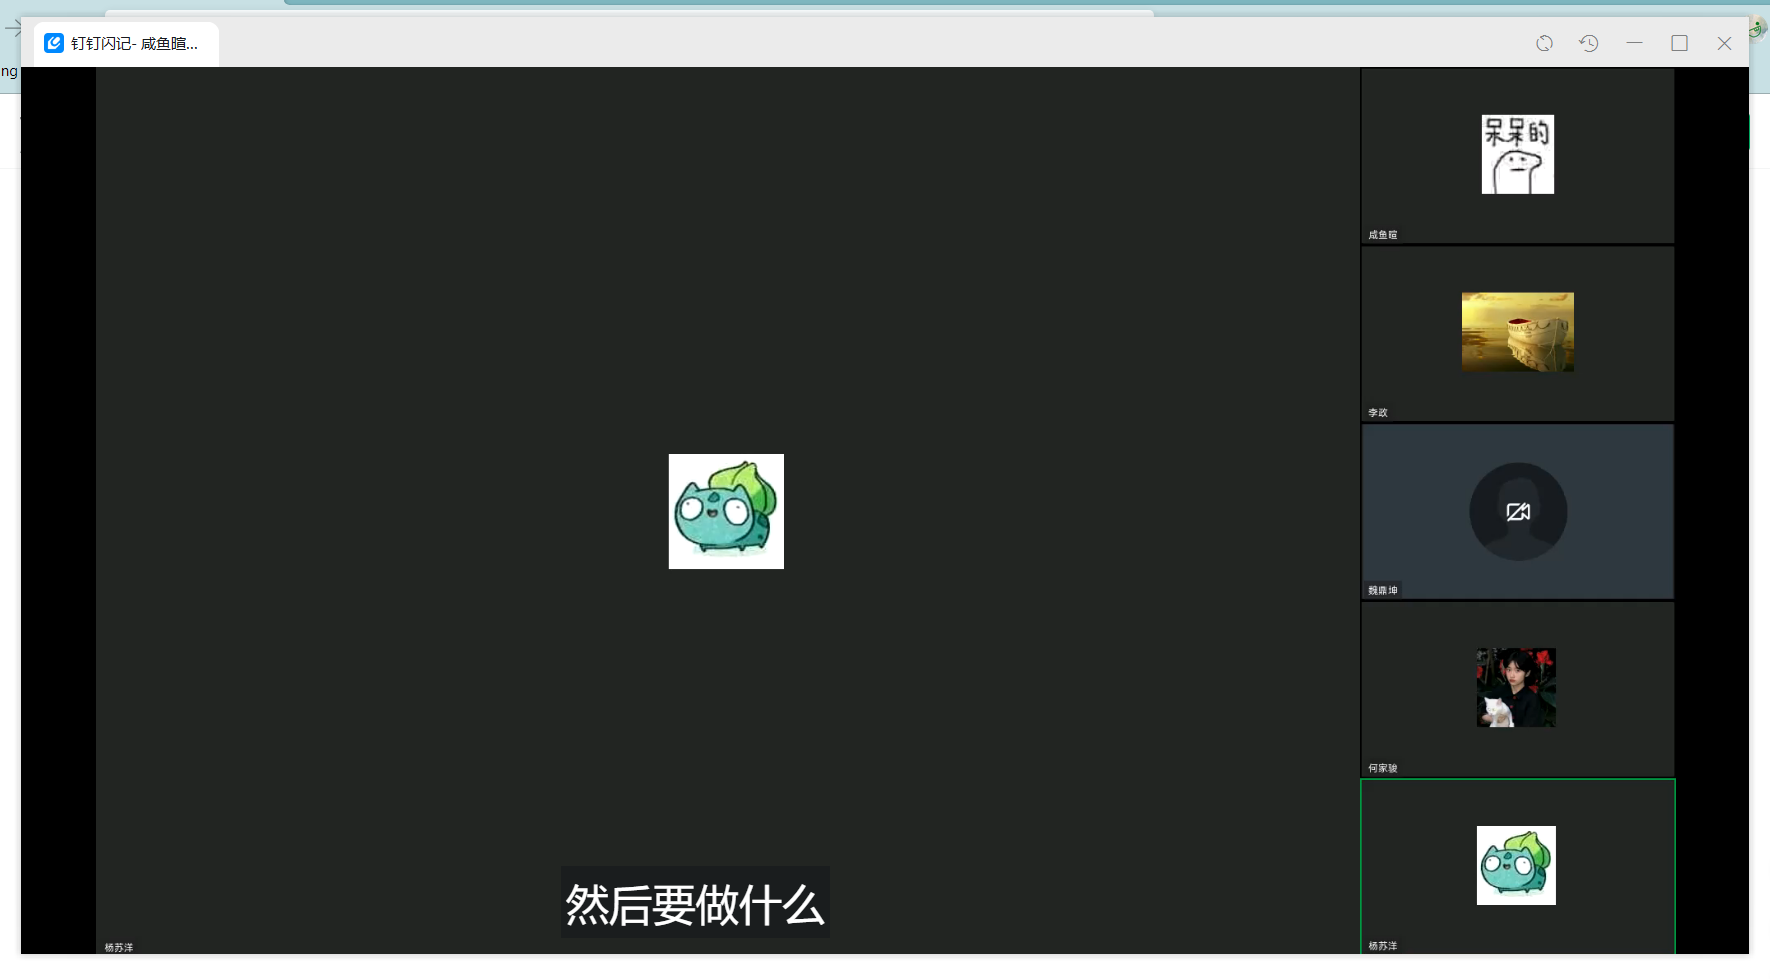 钉钉闪记- 咸鱼暄...
ng
呆呆的
咸鱼暄
李政
魏鼎坤
何家骏
然后要做什么
杨苏洋
杨苏洋